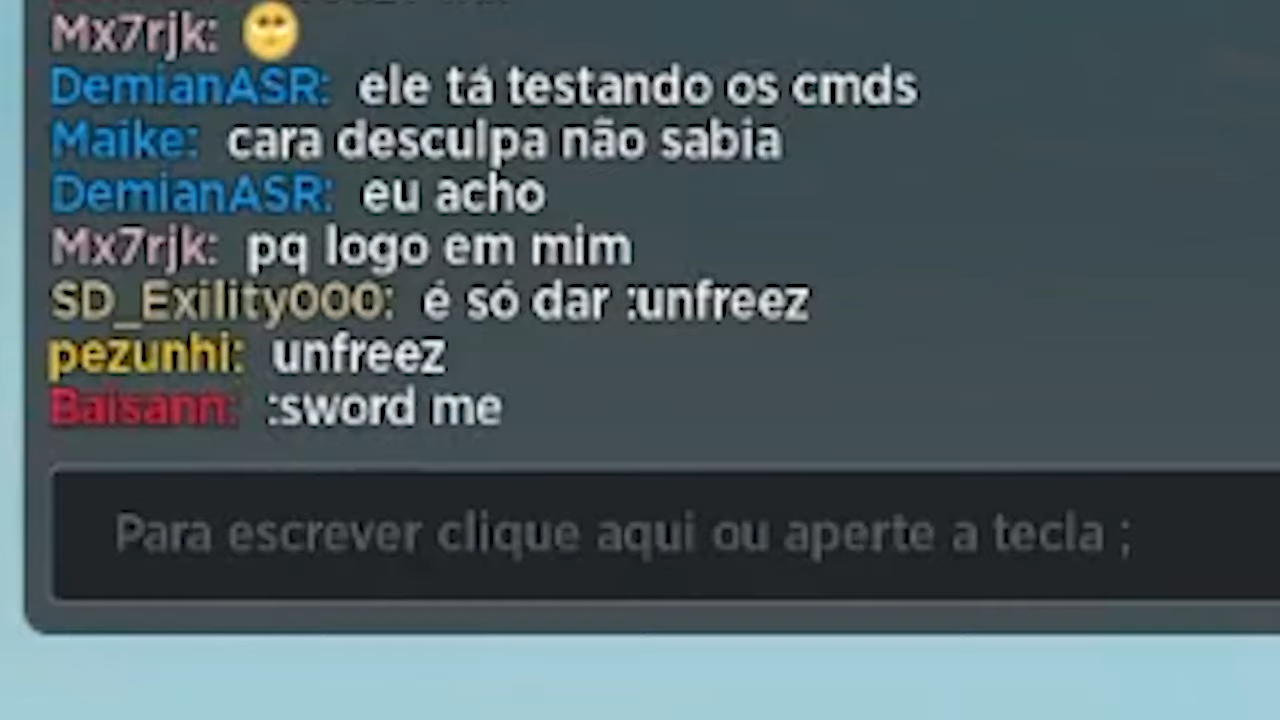 Mx7rjk: 🙄
DemianASR: ele tá testando os cmds
Maike: cara desculpa não sabia
DemianASR: eu acho
Mx7rjk: pq logo em mim
SD_Exility000: é só dar :unfreez
pezunhi: unfreez
Baisann: :sword me
Para escrever clique aqui ou aperte a tecla ;